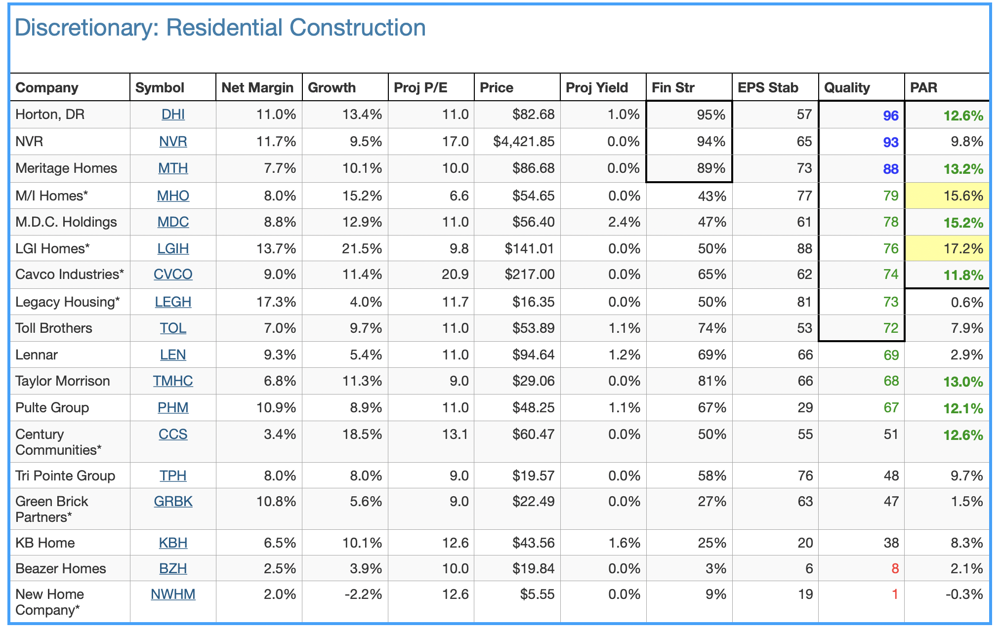 Discretionary: Residential Construction
Company Symbol Net Margin Growth Proj P/E Price Proj Yield Fin Str EPS Stab Quality PAR
Horton, DR DHI 11.0% 13.4% 11.0 $82.68 1.0% 95% 57 96 12.6%
NVR NVR 11.7% 9.5% 17.0 $4,421.85 0.0% 94% 65 93 9.8%
Meritage Homes MTH 7.7% 10.1% 10.0 $86.68 0.0% 89% 73 88 13.2%
M/I Homes* MHO 8.0% 15.2% 6.6 $54.65 0.0% 43% 77 79 15.6%
M.D.C. Holdings MDC 8.8% 12.9% 11.0 $56.40 2.4% 47% 61 78 15.2%
LGI Homes* LGIH 13.7% 21.5% 9.8 $141.01 0.0% 50% 88 76 17.2%
Cavco Industries* CVCO 9.0% 11.4% 20.9 $217.00 0.0% 65% 62 74 11.8%
Legacy Housing* LEGH 17.3% 4.0% 11.7 $16.35 0.0% 50% 81 73 0.6%
Toll Brothers TOL 7.0% 9.7% 11.0 $53.89 1.1% 74% 53 72 7.9%
Lennar LEN 9.3% 5.4% 11.0 $94.64 1.2% 69% 66 69 2.9%
Taylor Morrison TMHC 6.8% 11.3% 9.0 $29.06 0.0% 81% 66 68 13.0%
Pulte Group PHM 10.9% 8.9% 11.0 $48.25 1.1% 67% 29 67 12.1%
Century CCS 3.4% 18.5% 13.1 $60.47 0.0% 50% 55 51 12.6%
Communities*
Tri Pointe Group TPH 8.0% 8.0% 9.0 $19.57 0.0% 58% 76 48 9.7%
Green Brick GRBK 10.8% 5.6% 9.0 $22.49 0.0% 27% 63 47 1.5%
Partners*
KB Home KBH 6.5% 10.1% 12.6 $43.56 1.6% 25% 20 38 8.3%
Beazer Homes BZH 2.5% 3.9% 10.0 $19.84 0.0% 3% 6 8 2.1%
New Home NWHM 2.0% -2.2% 12.6 $5.55 0.0% 9% 19 1 -0.3%
Company*